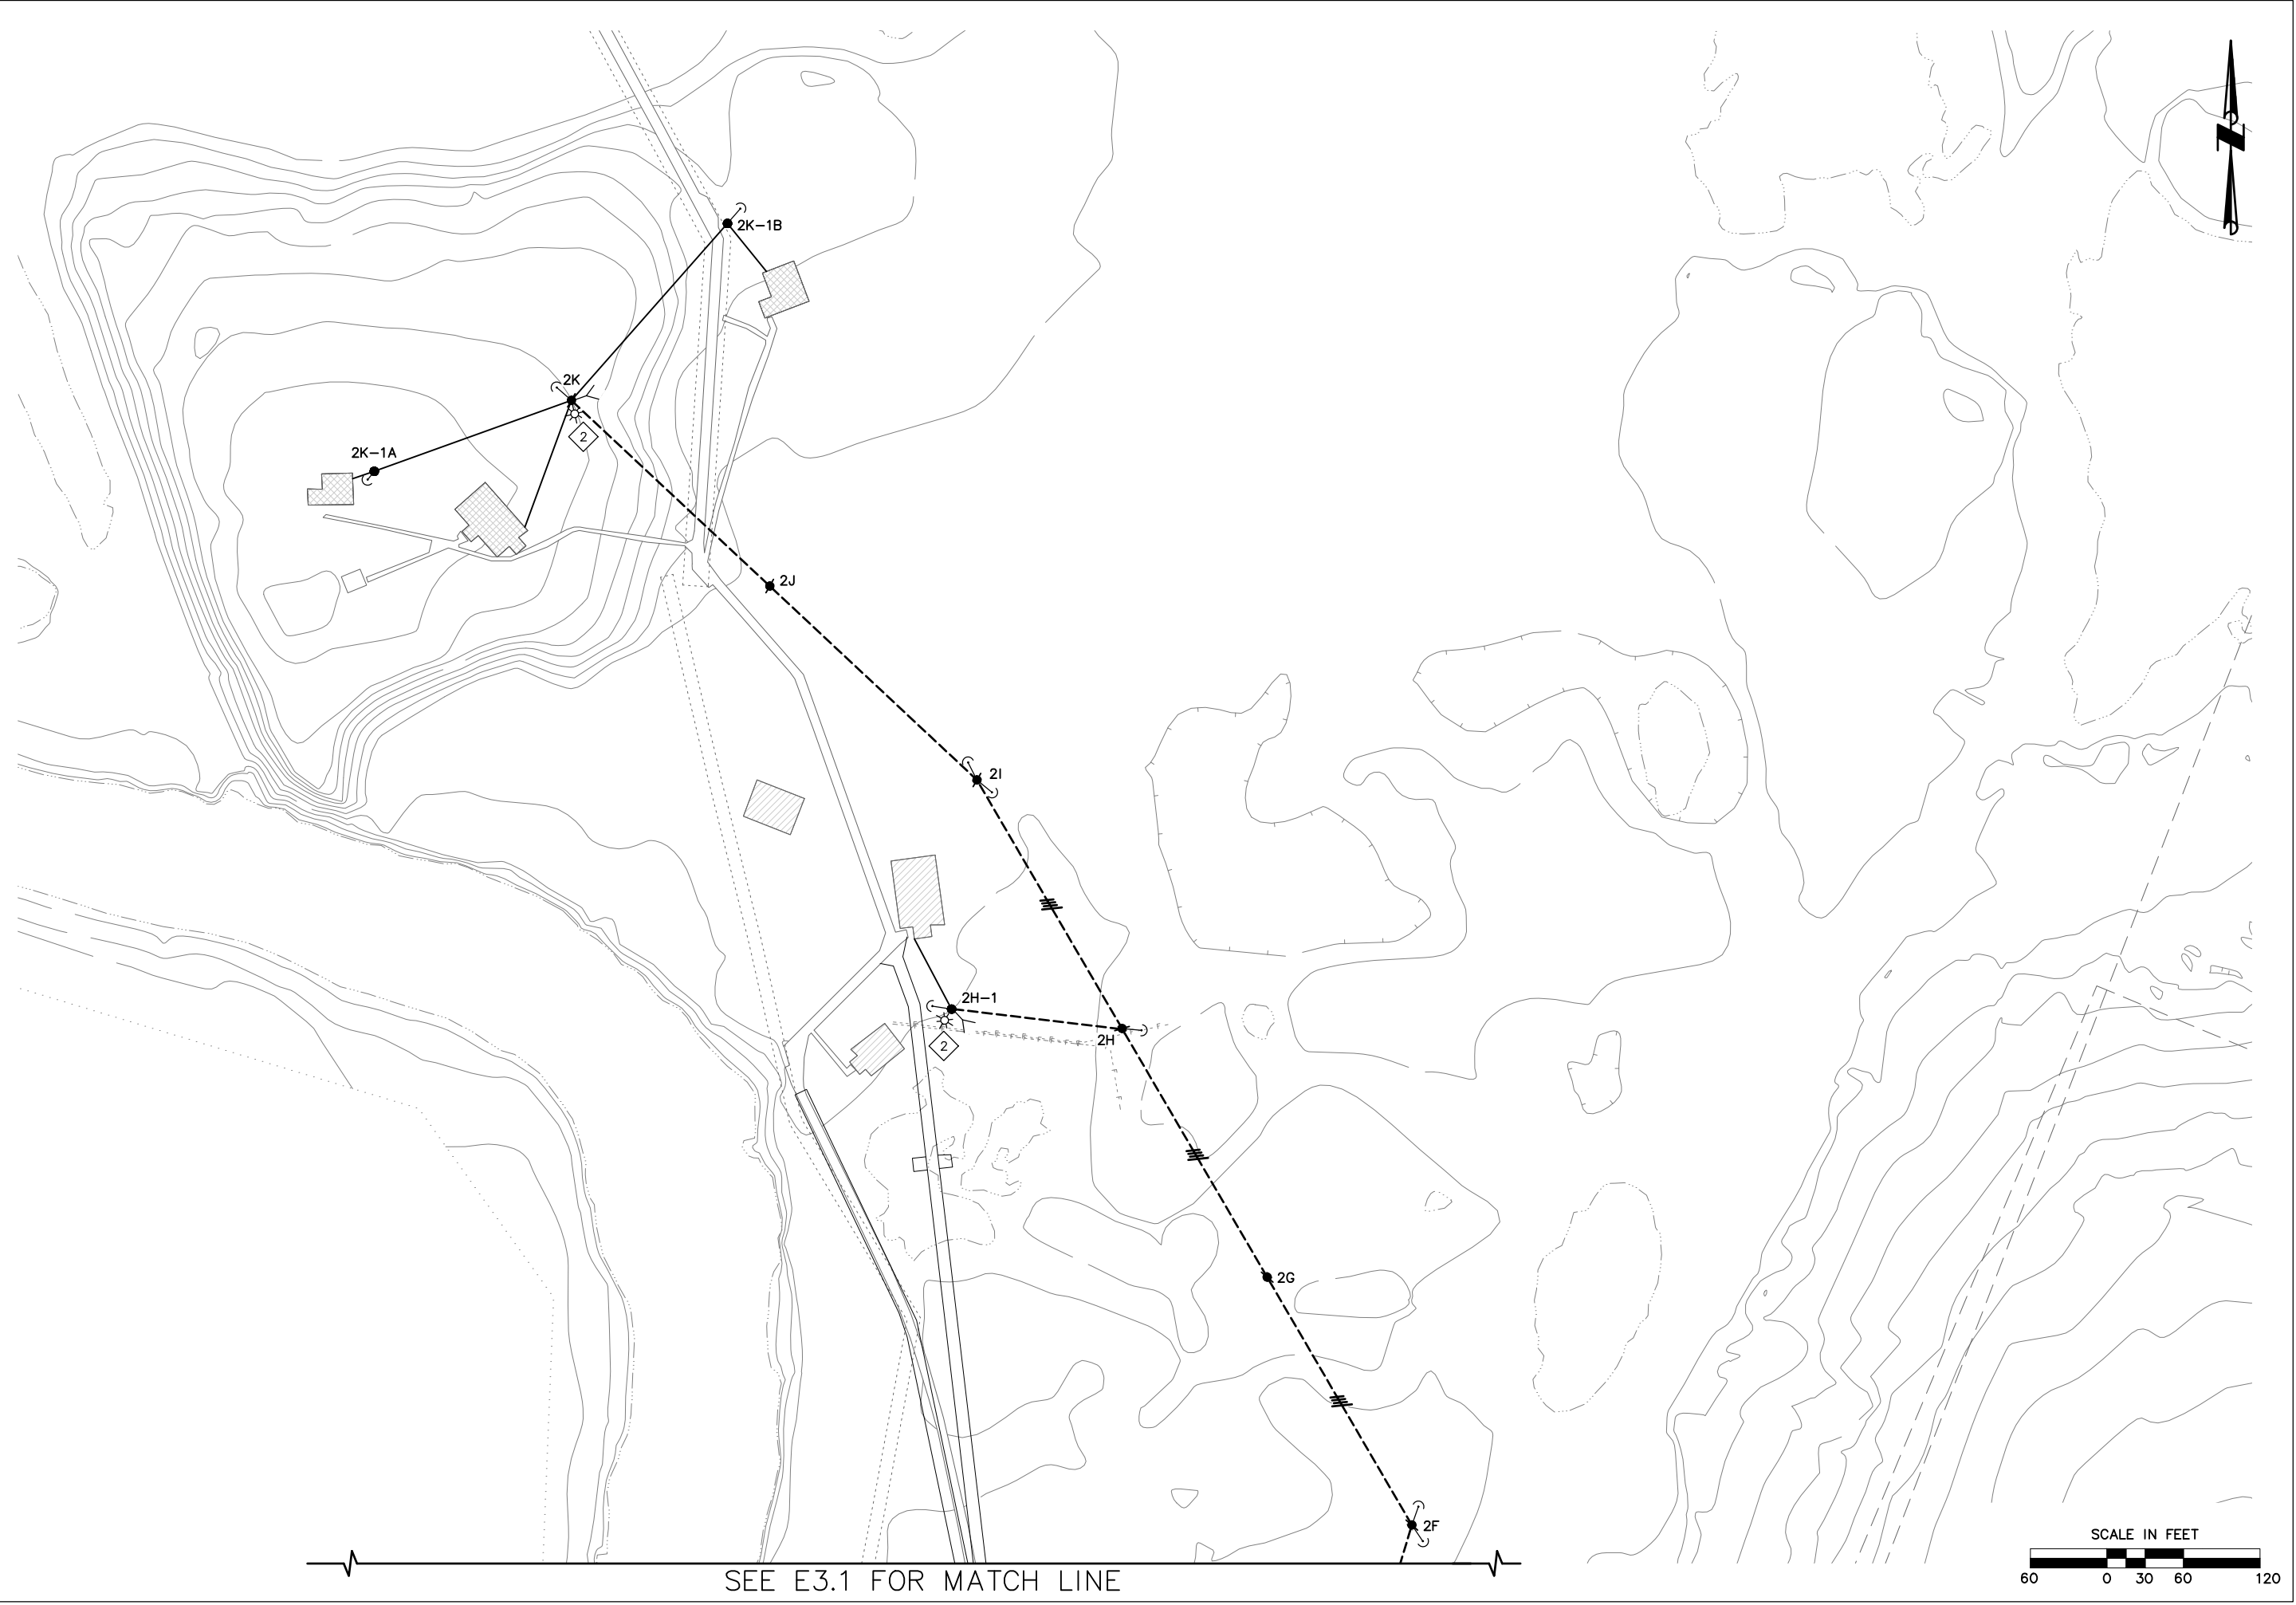 2K-1B
2K
2
2K-1A
2J
2I
2H-1
2
2H
2G
2F
SEE E3.1 FOR MATCH LINE
SCALE IN FEET
60 0 30 60 120